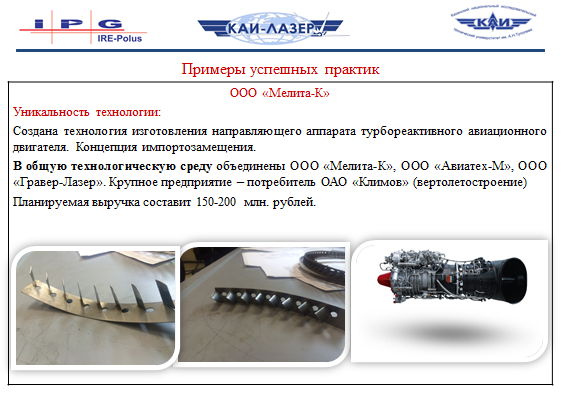 IPG
IRE-Polus
КАИ-ЛАЗЕР
КАИ
Примеры успешных практик
ООО «Мелита-К»
Уникальность технологии:
Создана технология изготовления направляющего аппарата турбореактивного авиационного
двигателя. Концепция импортозамещения.
В общую технологическую среду объединены ООО «Мелита-К», ООО «Авиатех-М», ООО
«Гравер-Лазер». Крупное предприятие – потребитель ОАО «Климов» (вертолетостроение)
Планируемая выручка составит 150-200 млн. рублей.